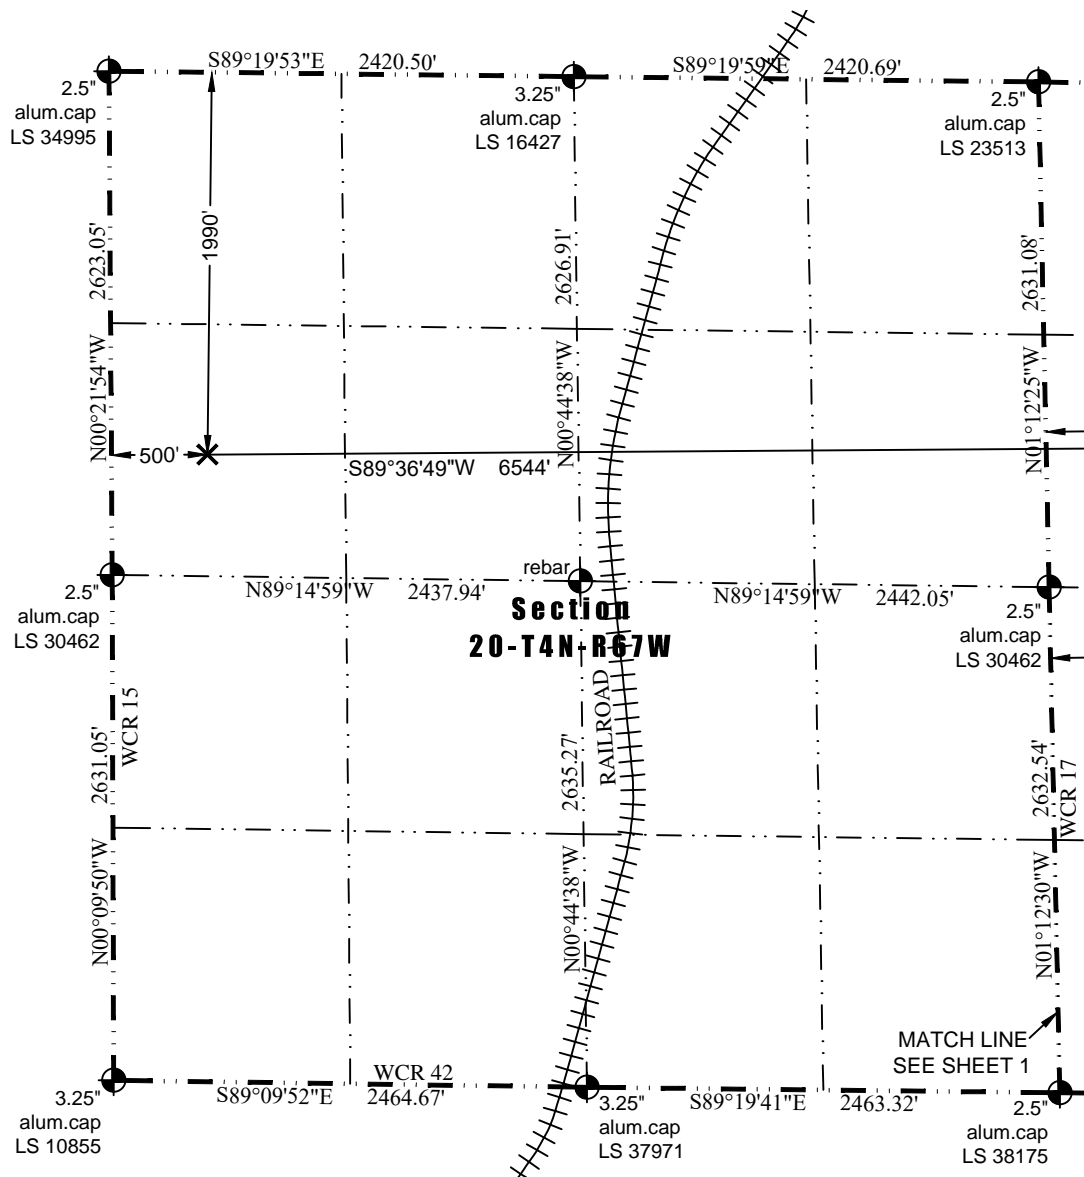 S89°19'53"E 2420.50'
S89°19'59"E 2420.69'
2.5"
alum.cap
LS 34995
3.25"
alum.cap
LS 16427
2.5"
alum.cap
LS 23513
1990'
2623.05'
N00°21'54"W
2626.91'
N00°44'38"W
2631.08'
N01°12'25"W
500'
S89°36'49"W 6544'
rebar
2.5"
alum.cap
LS 30462
N89°14'59"W 2437.94'
N89°14'59"W 2442.05'
2.5"
alum.cap
LS 30462
Section
20-T4N-R67W
RAILROAD
WCR 15
2631.05'
N00°09'50"W
2635.27'
N00°44'38"W
2632.54'
WCR 17
N01°12'30"W
MATCH LINE
SEE SHEET 1
WCR 42
S89°09'52"E 2464.67'
S89°19'41"E 2463.32'
3.25"
alum.cap
LS 10855
3.25"
alum.cap
LS 37971
2.5"
alum.cap
LS 38175